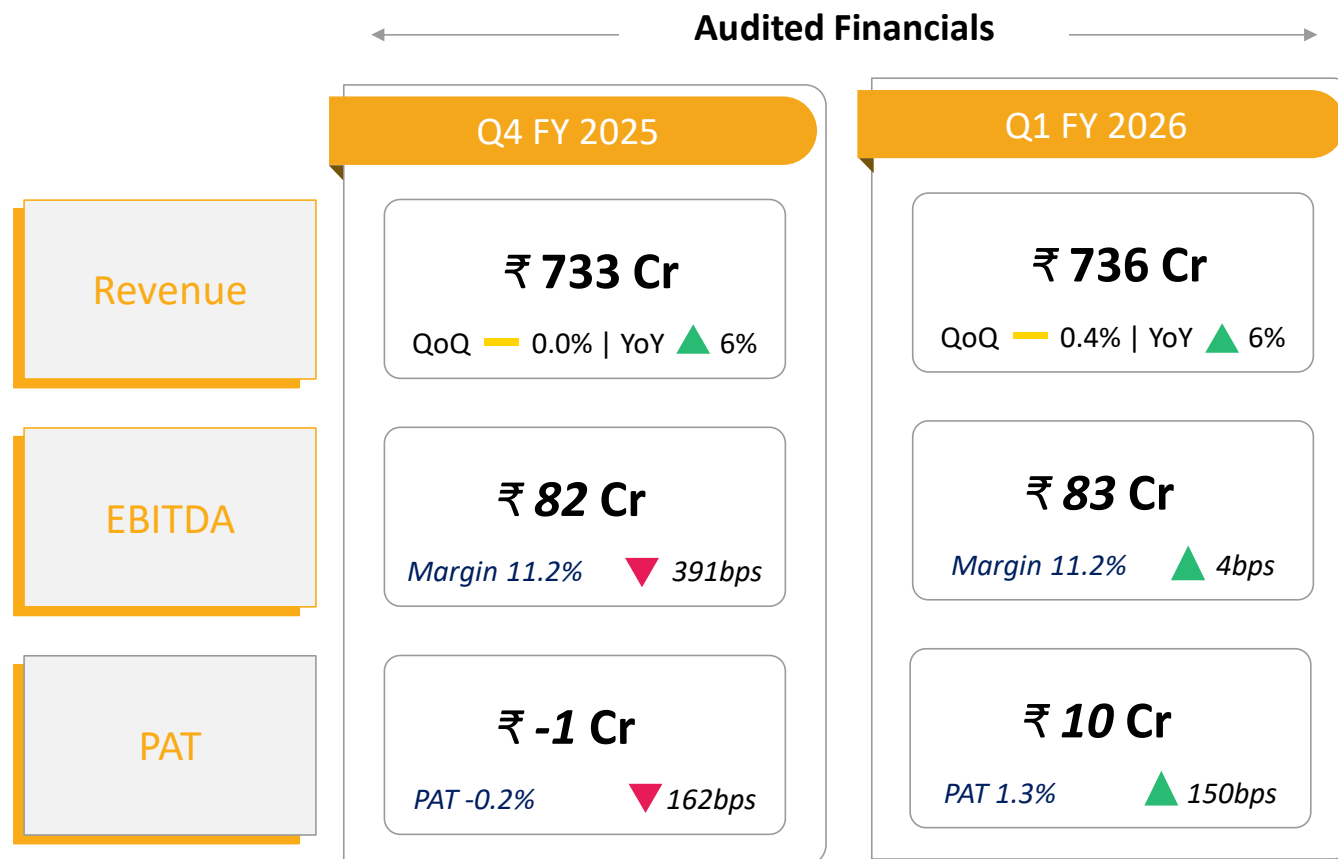 Audited Financials
Q4 FY 2025
Q1 FY 2026
Revenue
₹ 733 Cr
QoQ 0.0% | YoY 6%
₹ 736 Cr
QoQ 0.4% | YoY 6%
EBITDA
₹ 82 Cr
Margin 11.2% 391bps
₹ 83 Cr
Margin 11.2% 4bps
PAT
₹ -1 Cr
PAT -0.2% 162bps
₹ 10 Cr
PAT 1.3% 150bps